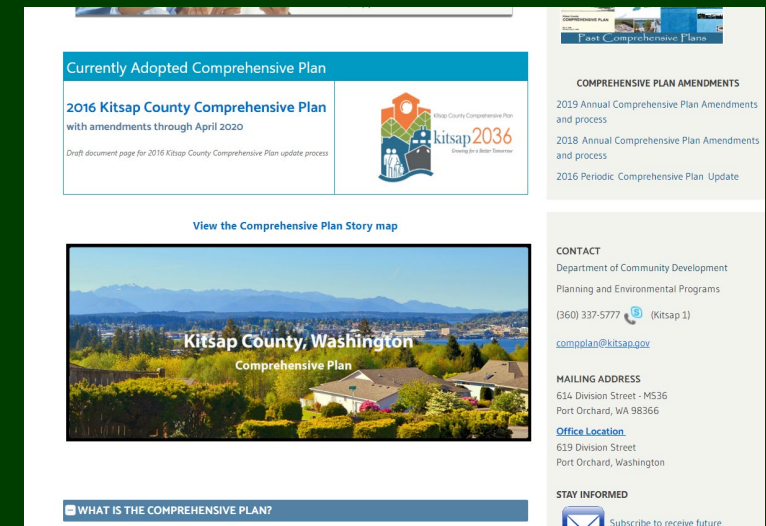 Past Comprehensive Plans
Currently Adopted Comprehensive Plan
2016 Kitsap County Comprehensive Plan
with amendments through April 2020
Draft document page for 2016 Kitsap County Comprehensive Plan update process
Kitsap County Comprehensive Plan
kitsap 2036
Growing for a Better Tomorrow
View the Comprehensive Plan Story map
Kitsap County, Washington
Comprehensive Plan
WHAT IS THE COMPREHENSIVE PLAN?
COMPREHENSIVE PLAN AMENDMENTS
2019 Annual Comprehensive Plan Amendments
and process
2018 Annual Comprehensive Plan Amendments
and process
2016 Periodic Comprehensive Plan Update
CONTACT
Department of Community Development
Planning and Environmental Programs
(360) 337-5777 (Kitsap 1)
compplan@kitsap.gov
MAILING ADDRESS
614 Division Street - MS36
Port Orchard, WA 98366
Office Location
619 Division Street
Port Orchard, Washington
STAY INFORMED
Subscribe to receive future